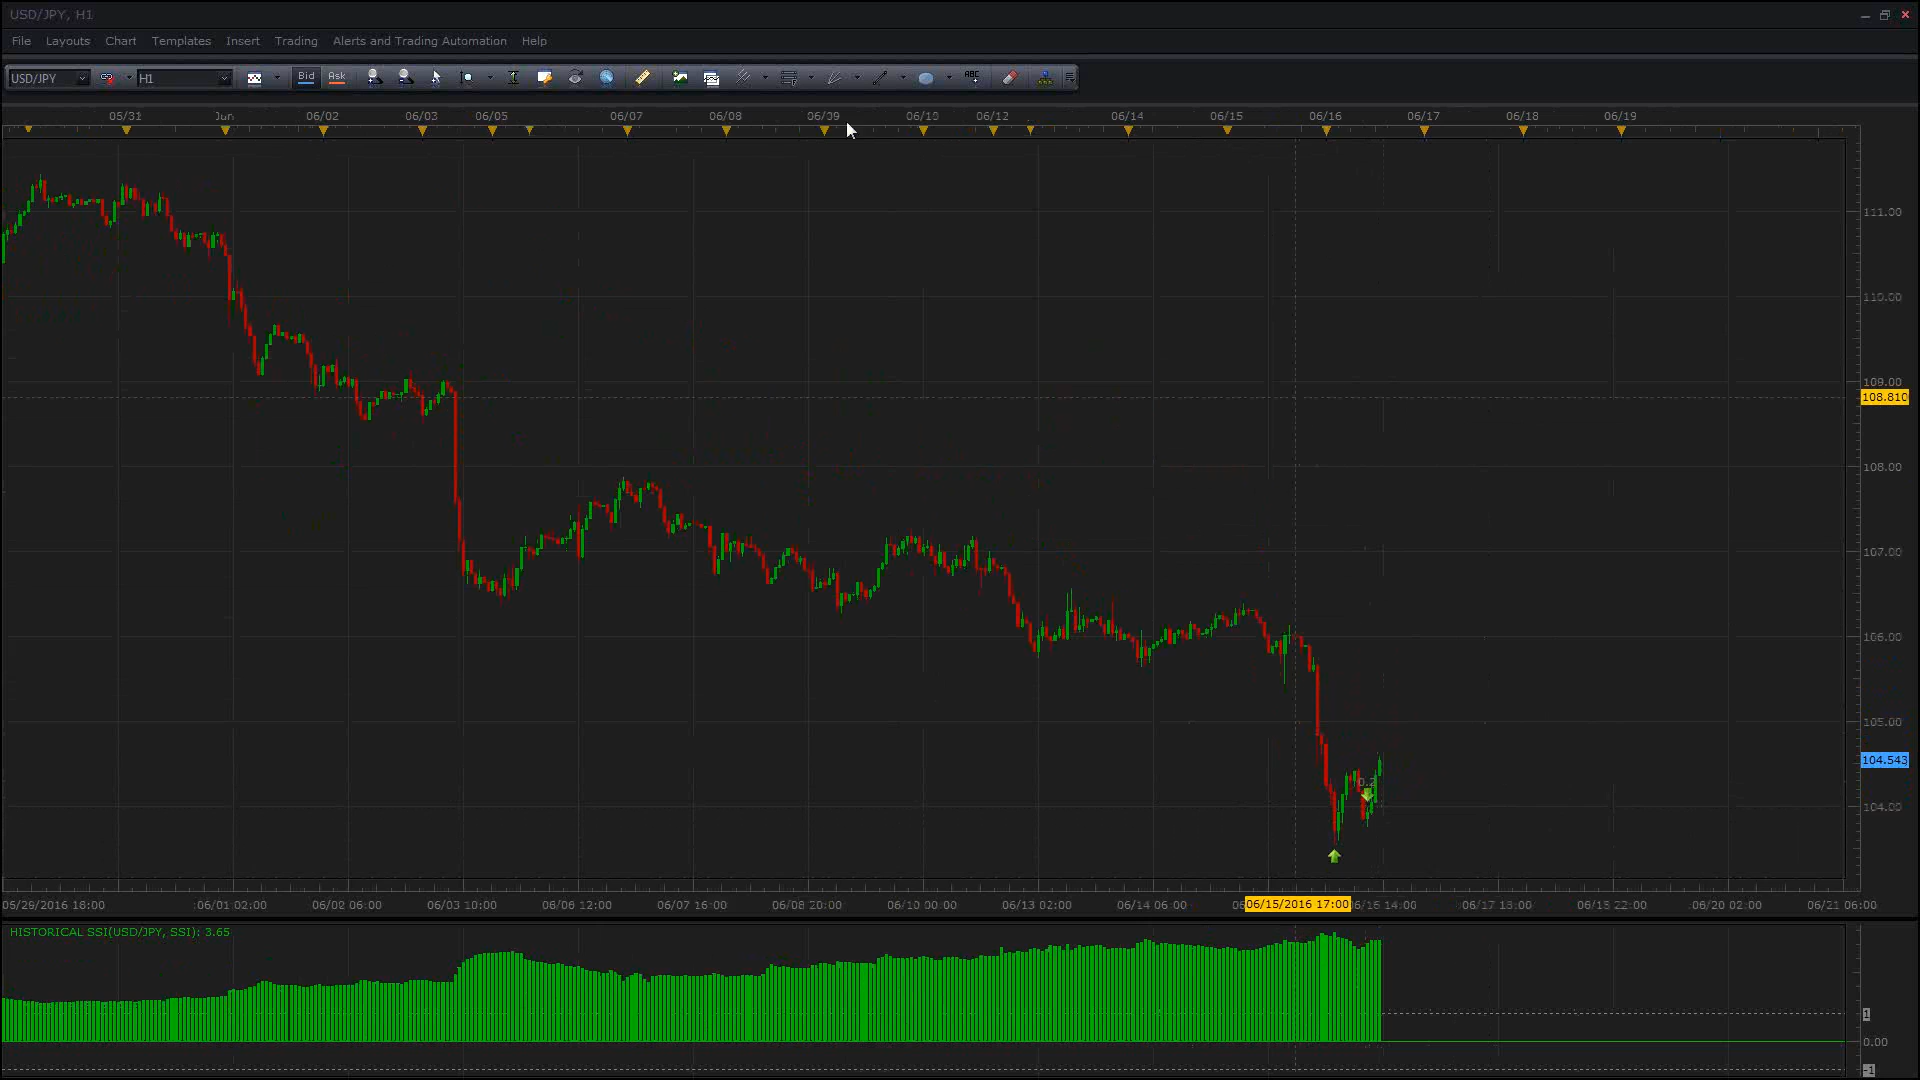 USD/JPY, H1
File Layouts Chart Templates Insert Trading Alerts and Trading Automation Help
USD/JPY H1 Bid Ask ABC
05/31 Jun 06/02 06/03 06/05 06/07 06/08 06/09 06/10 06/12 06/14 06/15 06/16 06/17 06/18 06/19
111.00
110.00
109.00
108.810
108.00
107.00
106.00
105.00
104.543
0.2
104.00
05/29/2016 18:00 06/01 02:00 06/02 06:00 06/03 10:00 06/06 12:00 06/07 16:00 06/08 20:00 06/10 00:00 06/13 02:00 06/14 06:00 06/15/2016 17:00 14:00 06/20 02:00 06/21 06:00
HISTORICAL SSI(USD/JPY, SSI): 3.65
1
0.00
-1